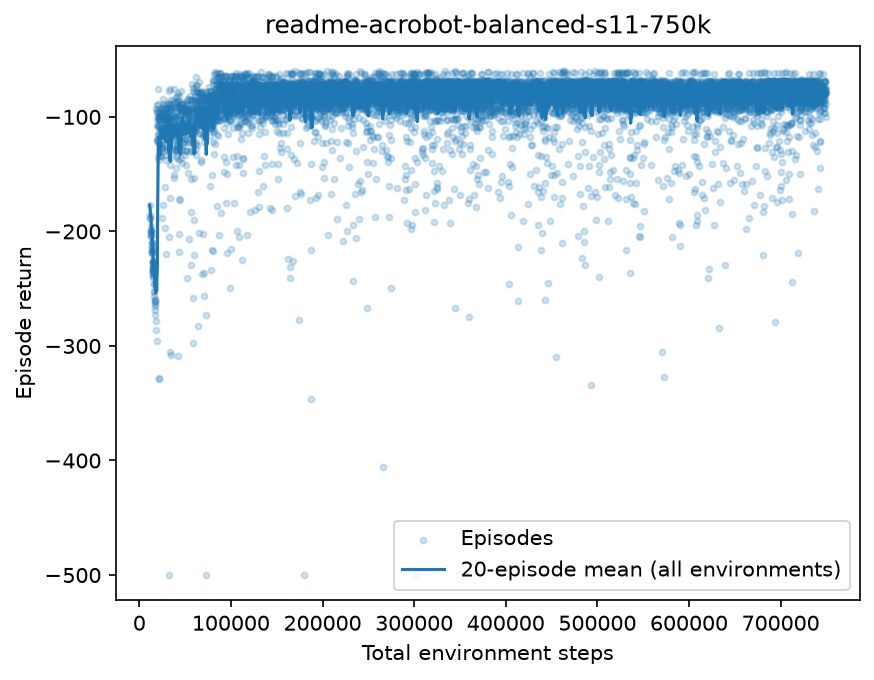 readme-acrobot-balanced-s11-750k
Episode return
−100
−200
−300
−400
−500
Episodes
20-episode mean (all environments)
0 100000 200000 300000 400000 500000 600000 700000
Total environment steps